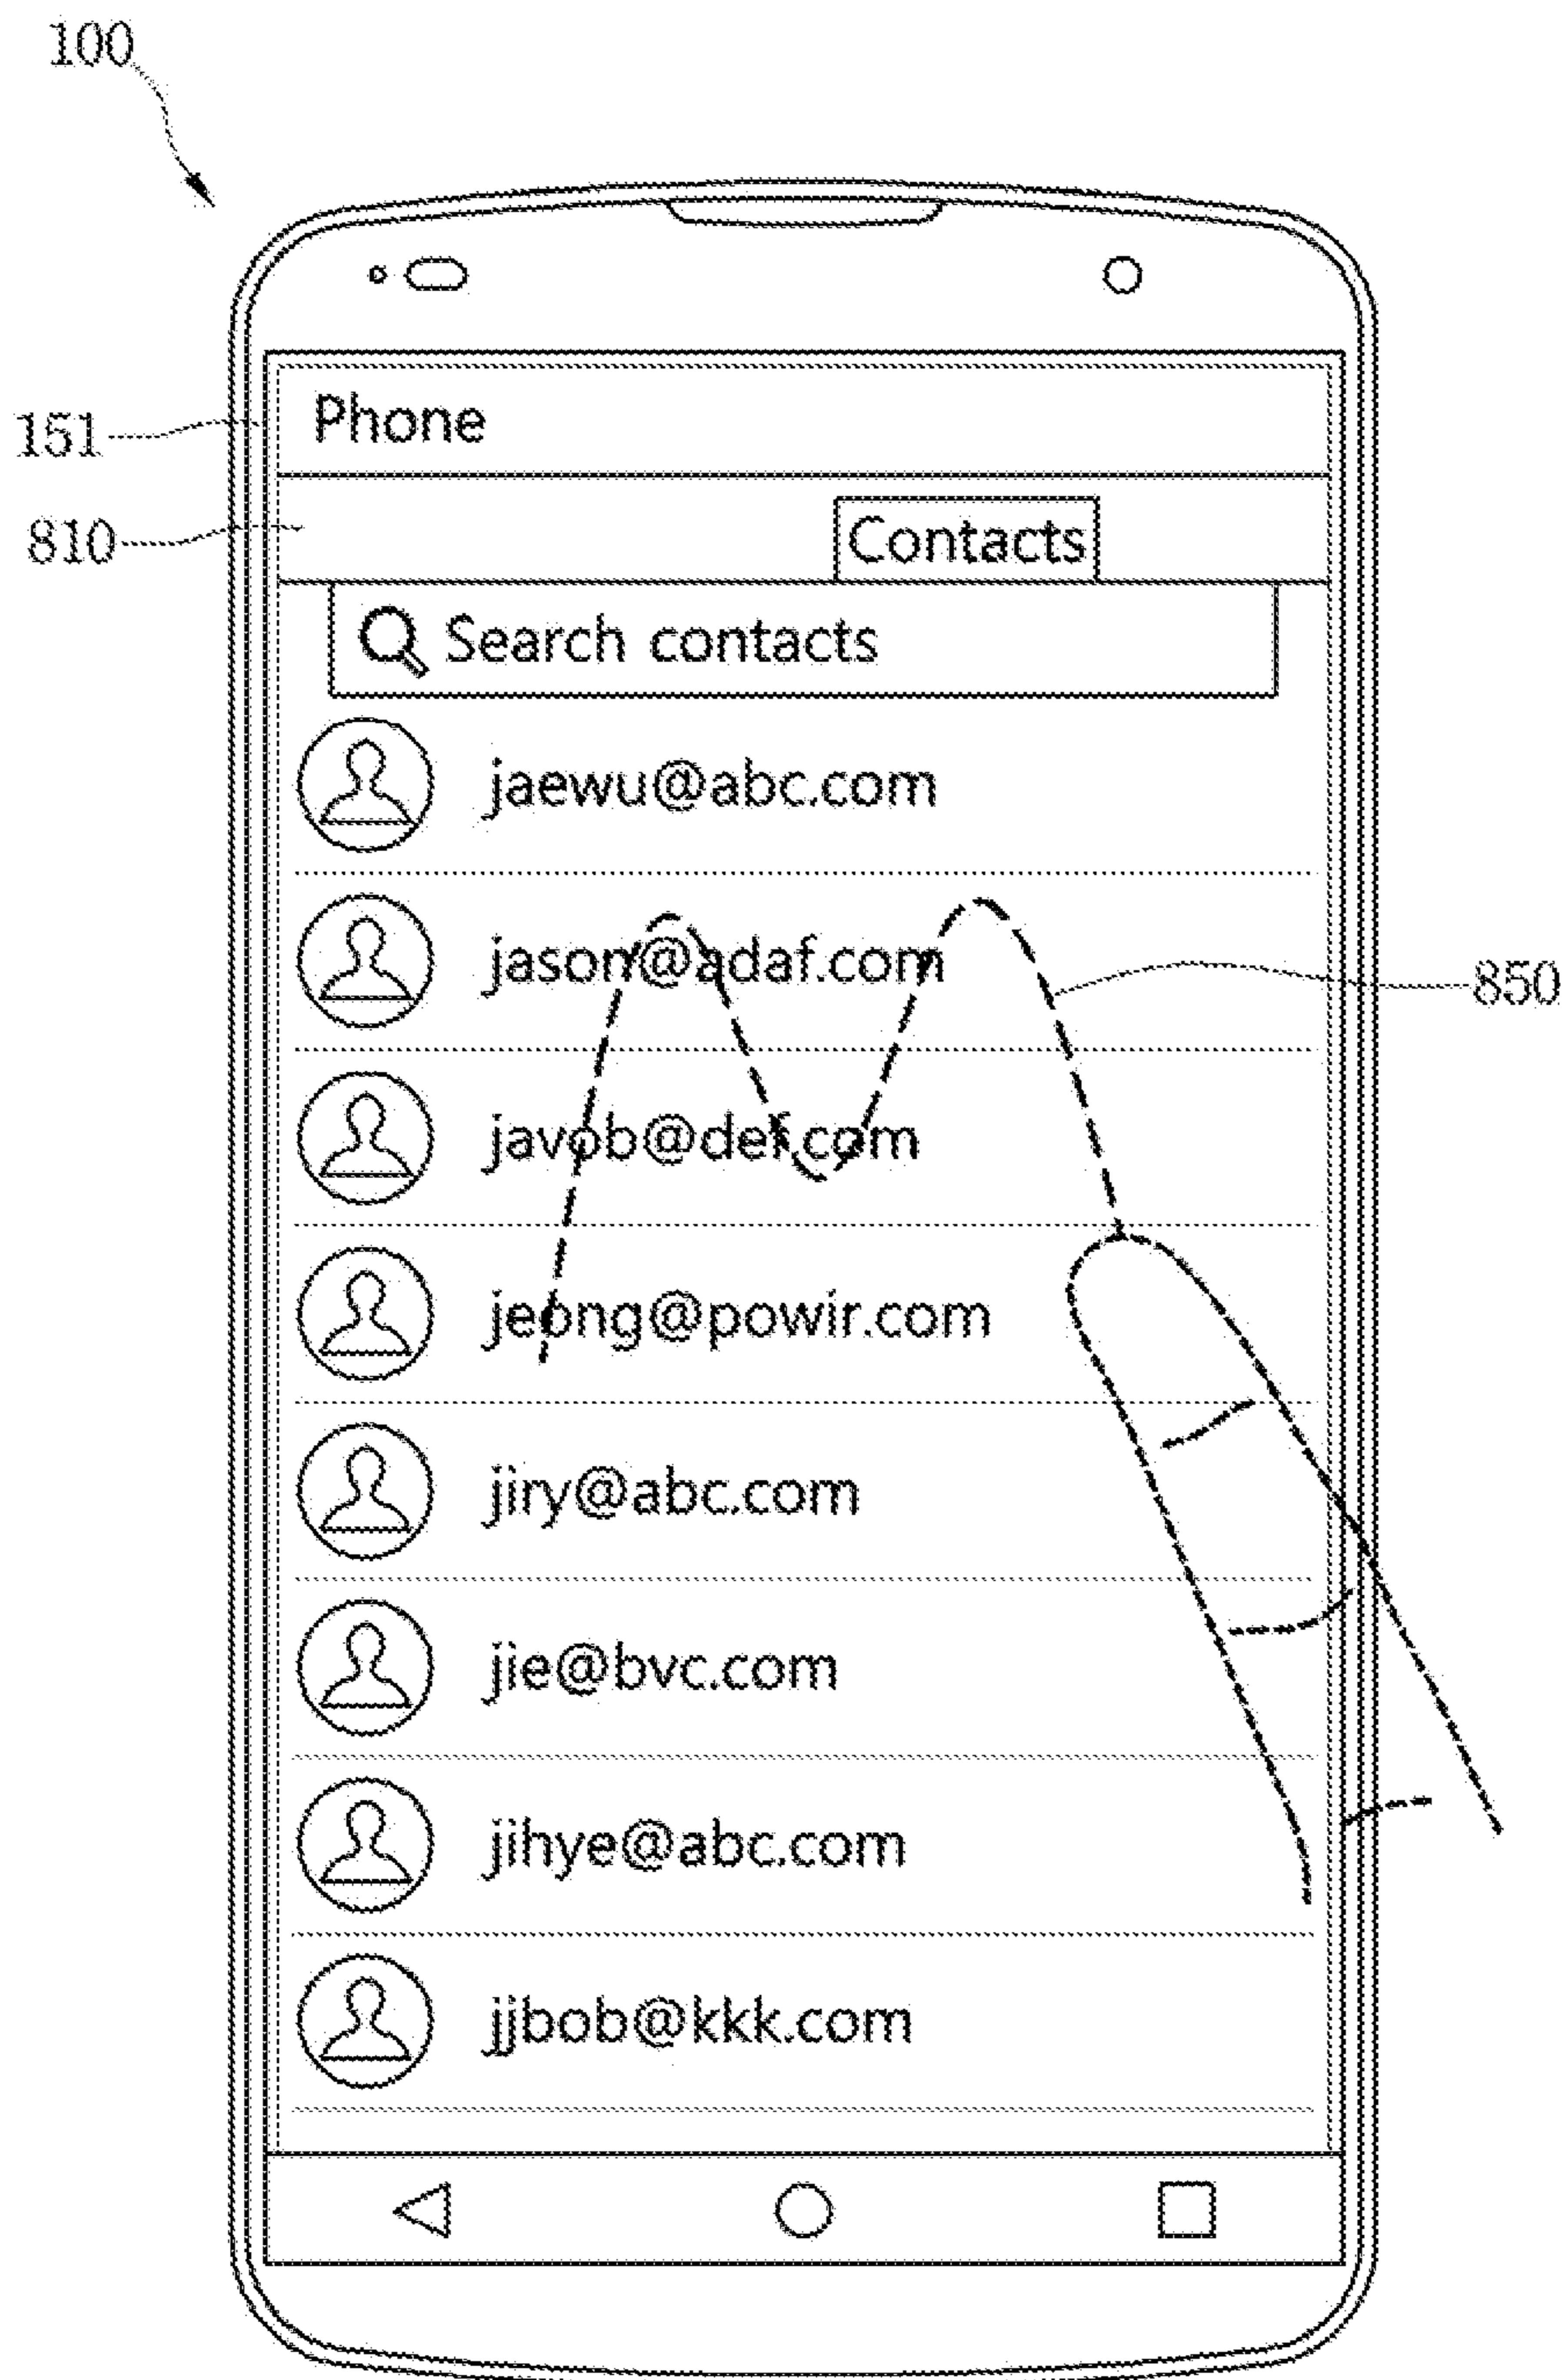 100
151
Phone
810
Contacts
Search contacts
jaewu@abc.com
jason@adaf.com
850
javob@def.com
jeong@powir.com
jiry@abc.com
jie@bvc.com
jihye@abc.com
jjbob@kkk.com